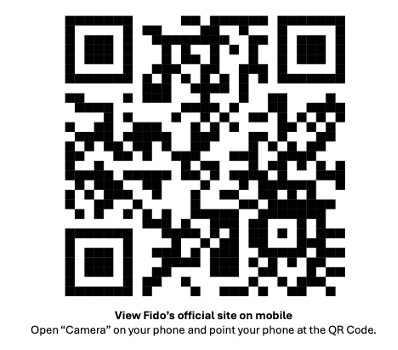 View Fido's official site on mobile
Open “Camera” on your phone and point your phone at the QR Code.